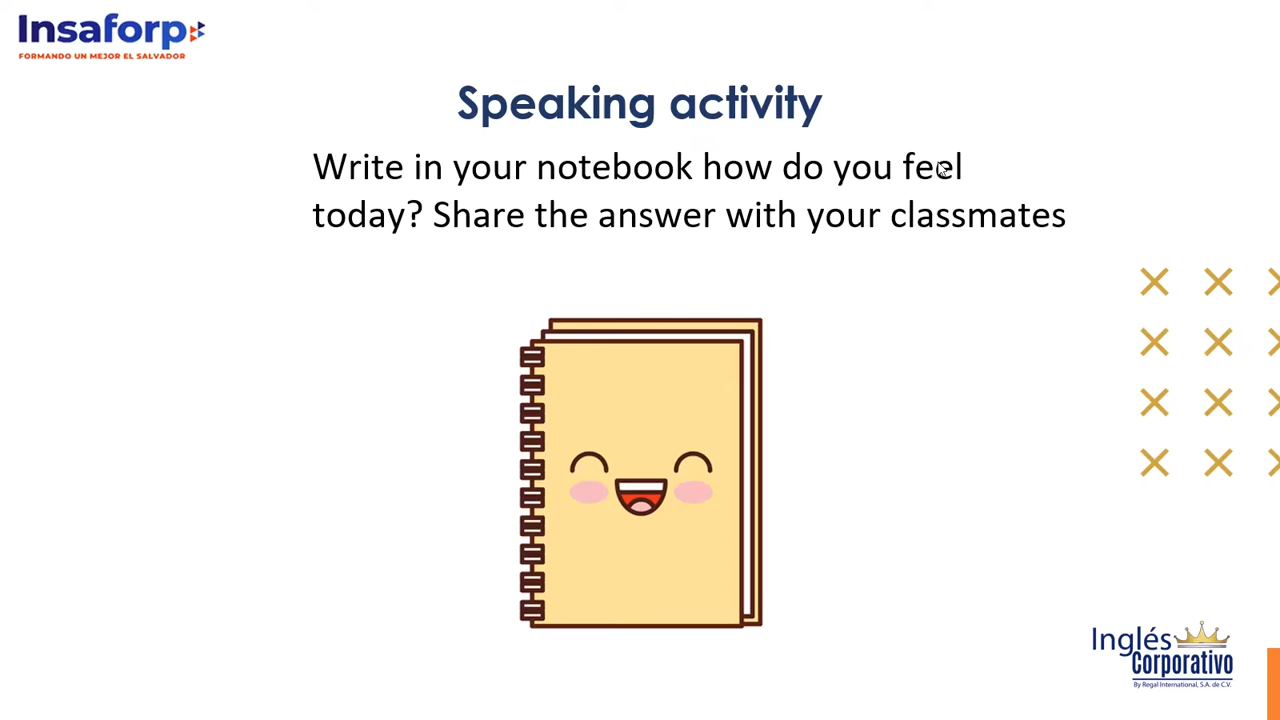 Insaforp
FORMANDO UN MEJOR EL SALVADOR
Speaking activity
Write in your notebook how do you feel
today? Share the answer with your classmates
Inglés
Corporativo
By Regal International, S.A. de C.V.